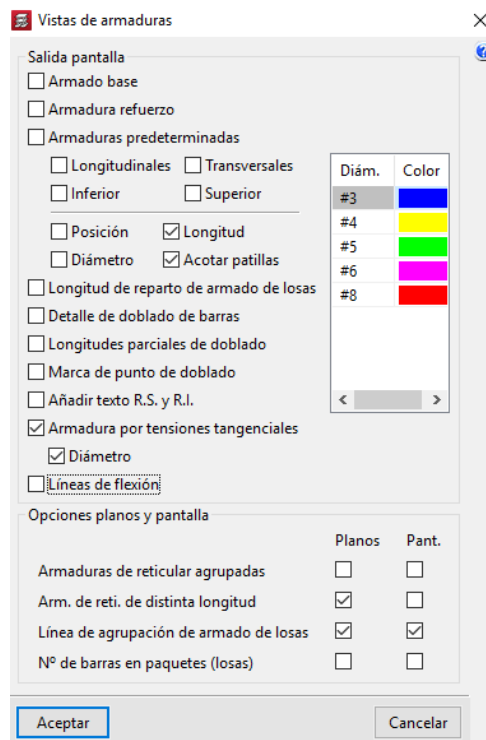 Vistas de armaduras
Salida pantalla
Armado base
Armadura refuerzo
Armaduras predeterminadas
Longitudinales Transversales
Inferior Superior
Posición Longitud
Diámetro Acotar patillas
Diám. Color
#3
#4
#5
#6
#8
Longitud de reparto de armado de losas
Detalle de doblado de barras
Longitudes parciales de doblado
Marca de punto de doblado
Añadir texto R.S. y R.I.
Armadura por tensiones tangenciales
Diámetro
Líneas de flexión
Opciones planos y pantalla
Planos Pant.
Armaduras de reticular agrupadas
Arm. de reti. de distinta longitud
Línea de agrupación de armado de losas
Nº de barras en paquetes (losas)
Aceptar Cancelar